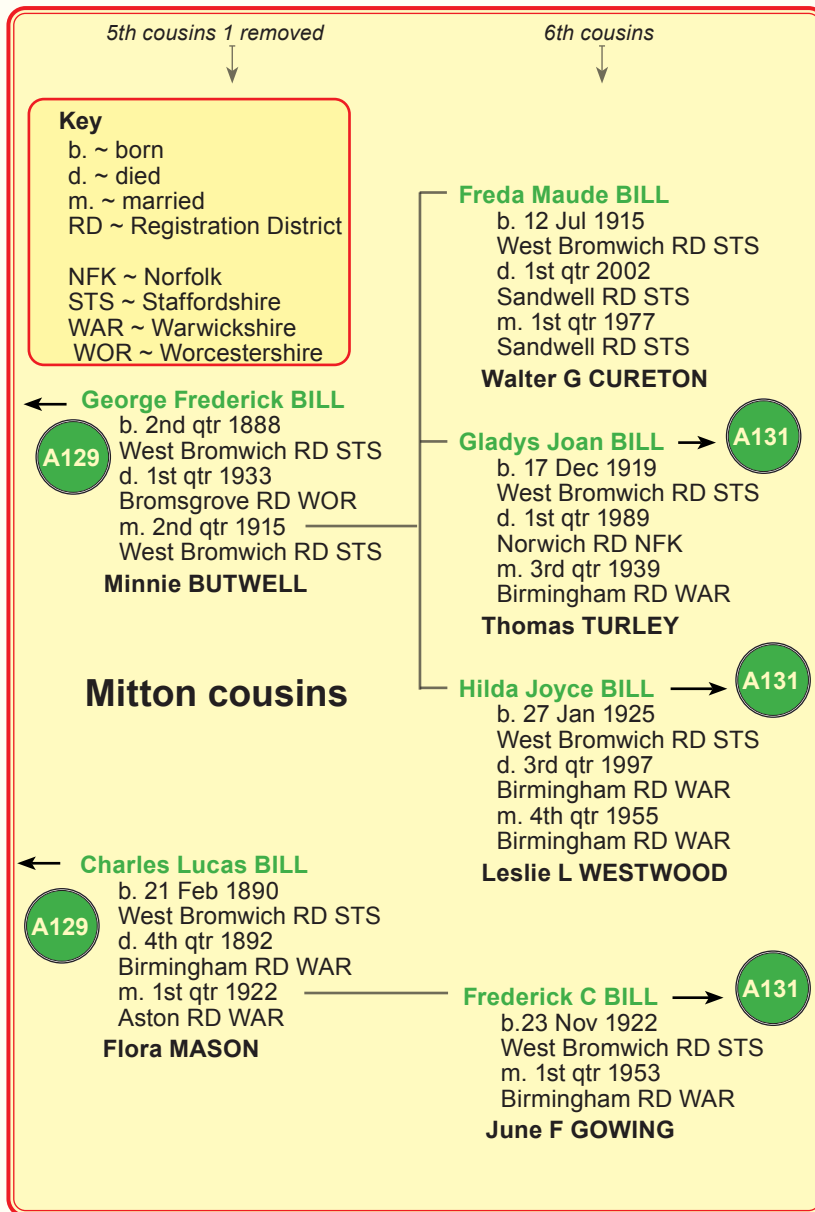 5th cousins 1 removed
6th cousins
Key
b. ~ born
d. ~ died
m. ~ married
RD ~ Registration District
NFK ~ Norfolk
STS ~ Staffordshire
WAR ~ Warwickshire
WOR ~ Worcestershire
George Frederick BILL
A129
b. 2nd qtr 1888
West Bromwich RD STS
d. 1st qtr 1933
Bromsgrove RD WOR
m. 2nd qtr 1915
West Bromwich RD STS
Minnie BUTWELL
Mitton cousins
Charles Lucas BILL
A129
b. 21 Feb 1890
West Bromwich RD STS
d. 4th qtr 1892
Birmingham RD WAR
m. 1st qtr 1922
Aston RD WAR
Flora MASON
Freda Maude BILL
b. 12 Jul 1915
West Bromwich RD STS
d. 1st qtr 2002
Sandwell RD STS
m. 1st qtr 1977
Sandwell RD STS
Walter G CURETON
Gladys Joan BILL
A131
b. 17 Dec 1919
West Bromwich RD STS
d. 1st qtr 1989
Norwich RD NFK
m. 3rd qtr 1939
Birmingham RD WAR
Thomas TURLEY
Hilda Joyce BILL
A131
b. 27 Jan 1925
West Bromwich RD STS
d. 3rd qtr 1997
Birmingham RD WAR
m. 4th qtr 1955
Birmingham RD WAR
Leslie L WESTWOOD
Frederick C BILL
A131
b.23 Nov 1922
West Bromwich RD STS
m. 1st qtr 1953
Birmingham RD WAR
June F GOWING